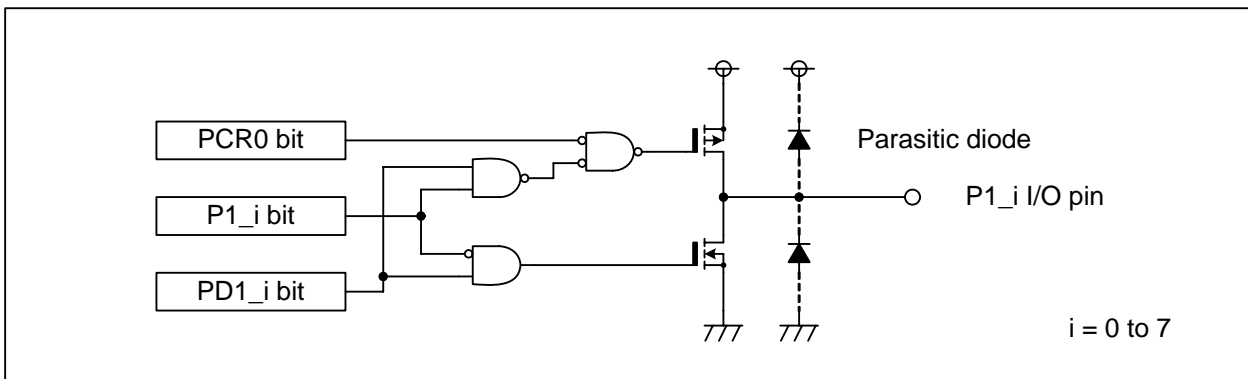 PCR0 bit
P1_i bit
PD1_i bit
Parasitic diode
P1_i I/O pin
i = 0 to 7